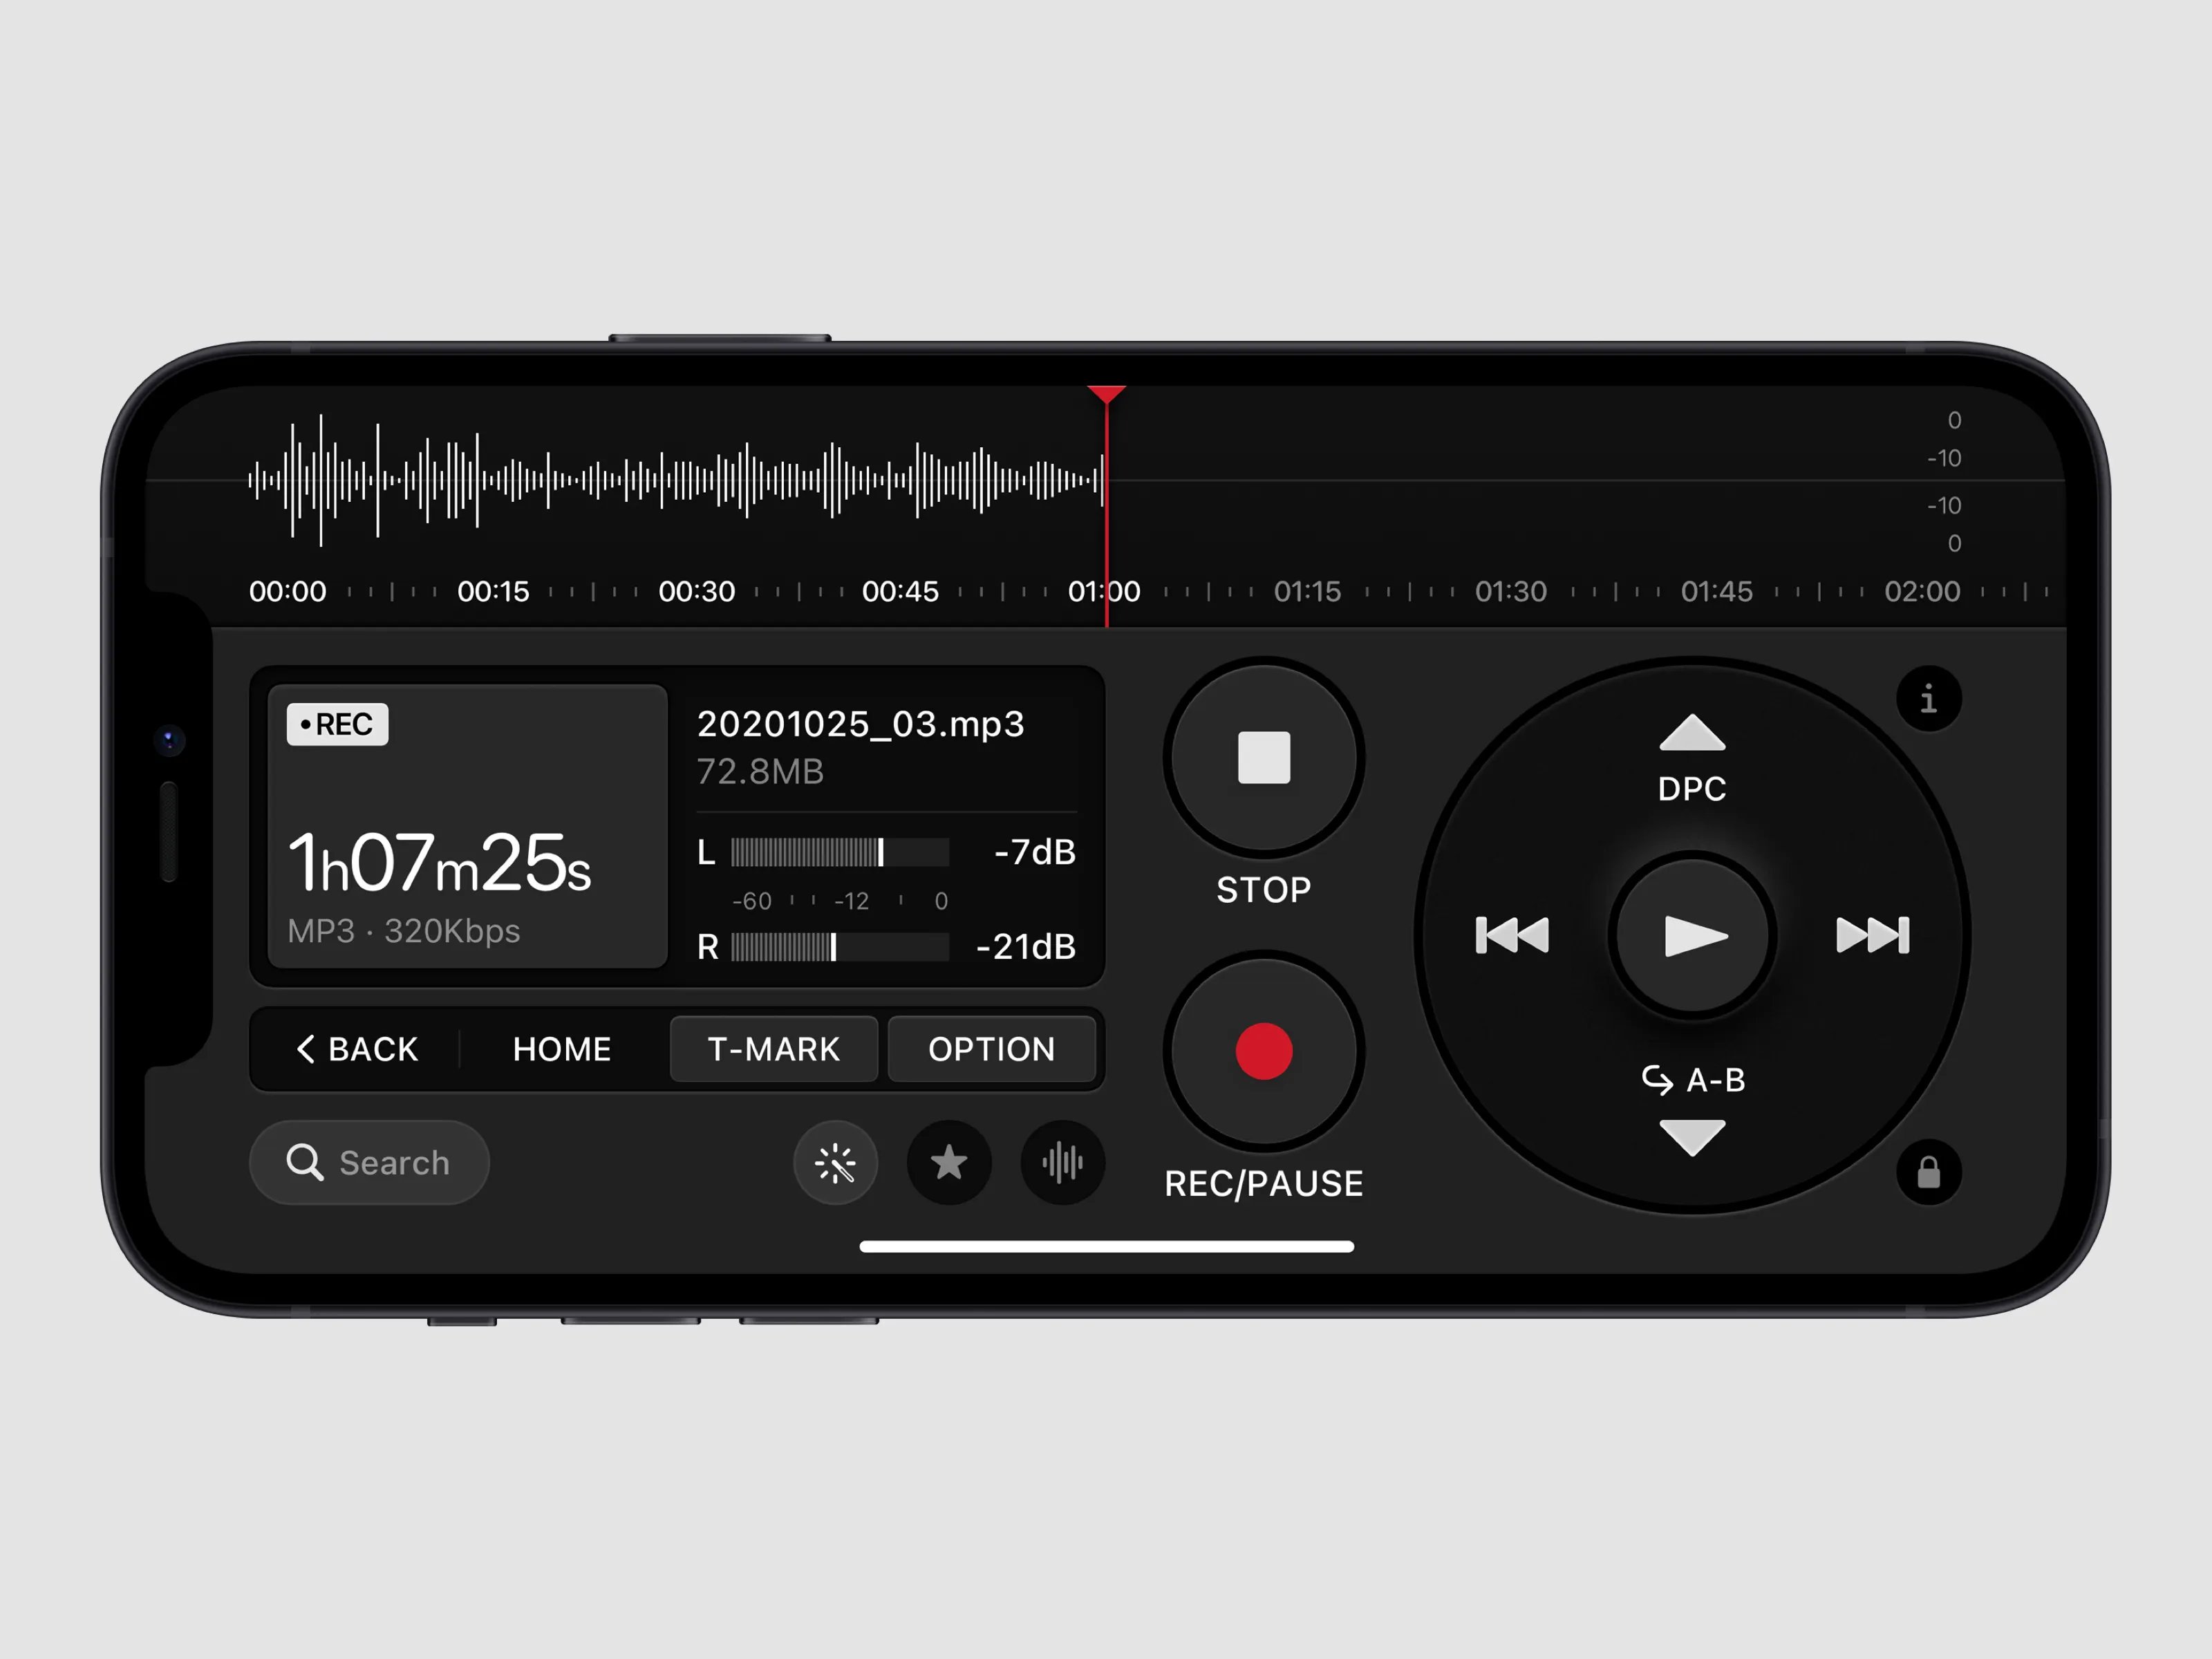 0
-10
-10
0
00:00 00:15 00:30 00:45 01:00 01:15 01:30 01:45 02:00
•REC
1h07m25s
MP3 · 320Kbps
20201025_03.mp3
72.8MB
L -7dB
-60 -12 0
R -21dB
BACK HOME T-MARK OPTION
Search
STOP
REC/PAUSE
DPC
A-B
i